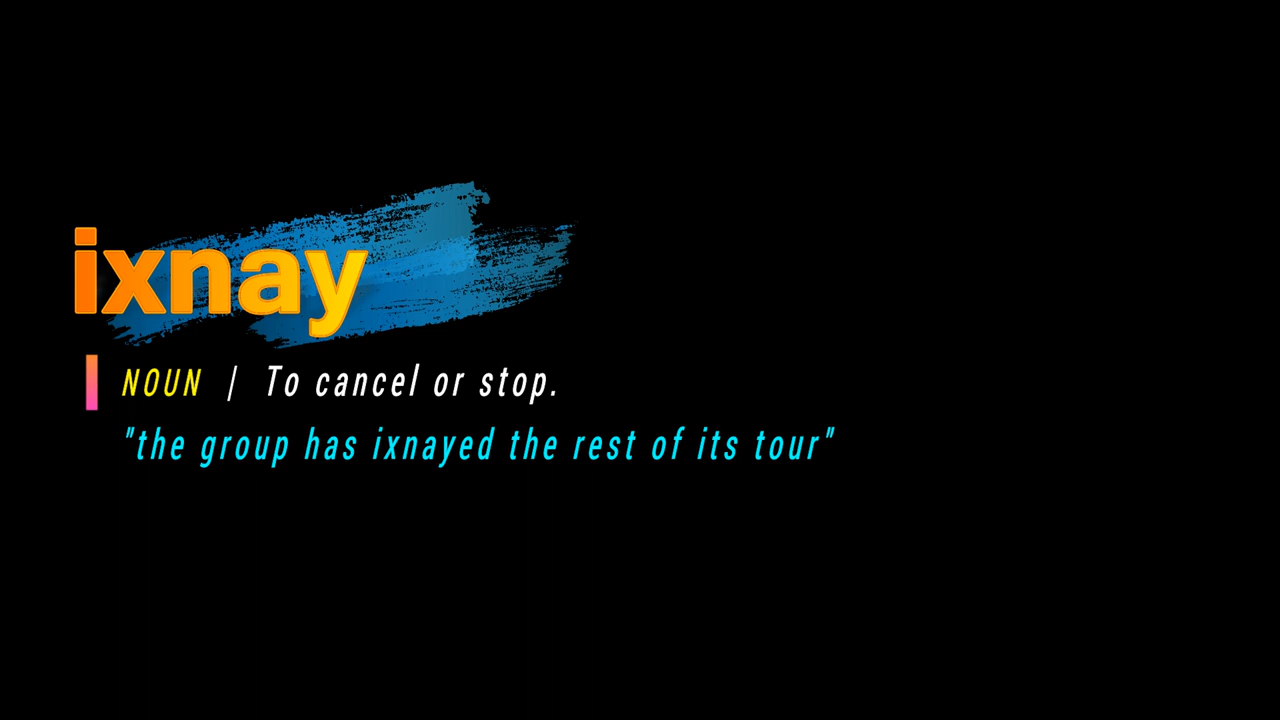 ixnay
NOUN | To cancel or stop.
"the group has ixnayed the rest of its tour"